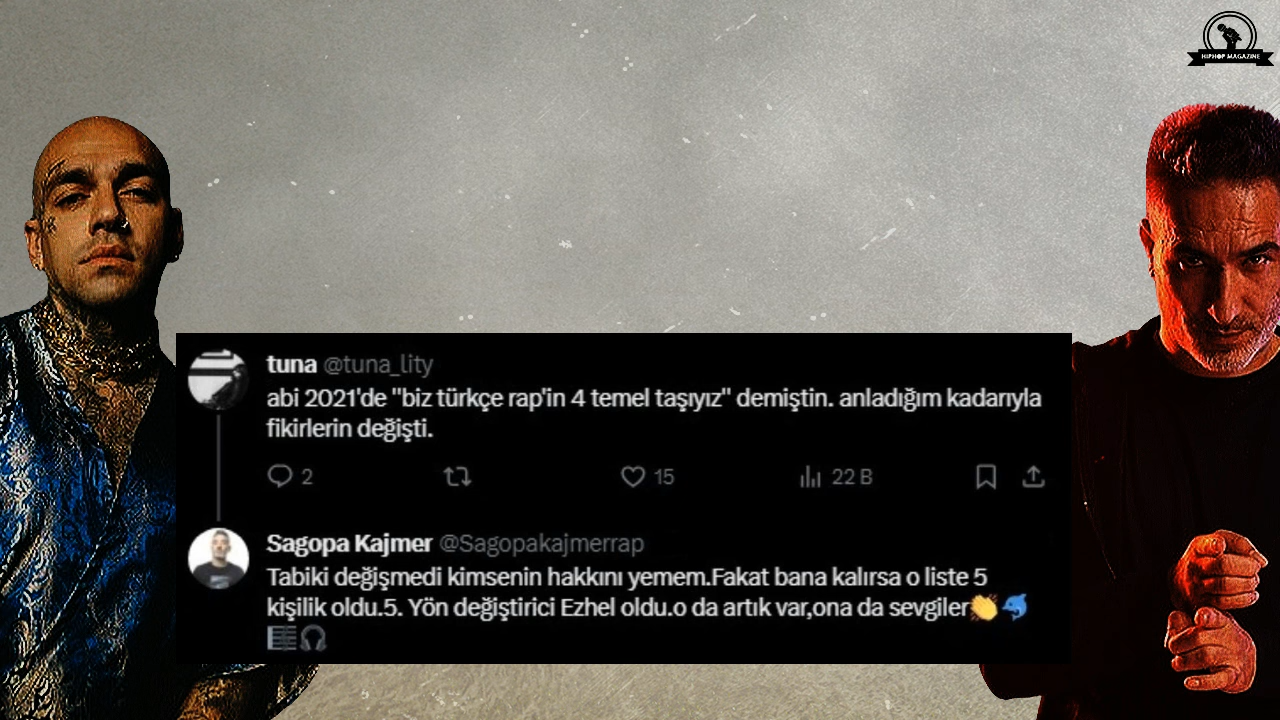 HIPHOP MAGAZINE
tuna @tuna_lity
abi 2021'de "biz türkçe rap'in 4 temel taşıyız" demiştin. anladığım kadarıyla
fikirlerin değişti.
2 15 22 B
Sagopa Kajmer @Sagopakajmerrap
Tabiki değişmedi kimsenin hakkını yemem.Fakat bana kalırsa o liste 5
kişilik oldu.5. Yön değiştirici Ezhel oldu.o da artık var,ona da sevgiler👏🐬
🎼🎧